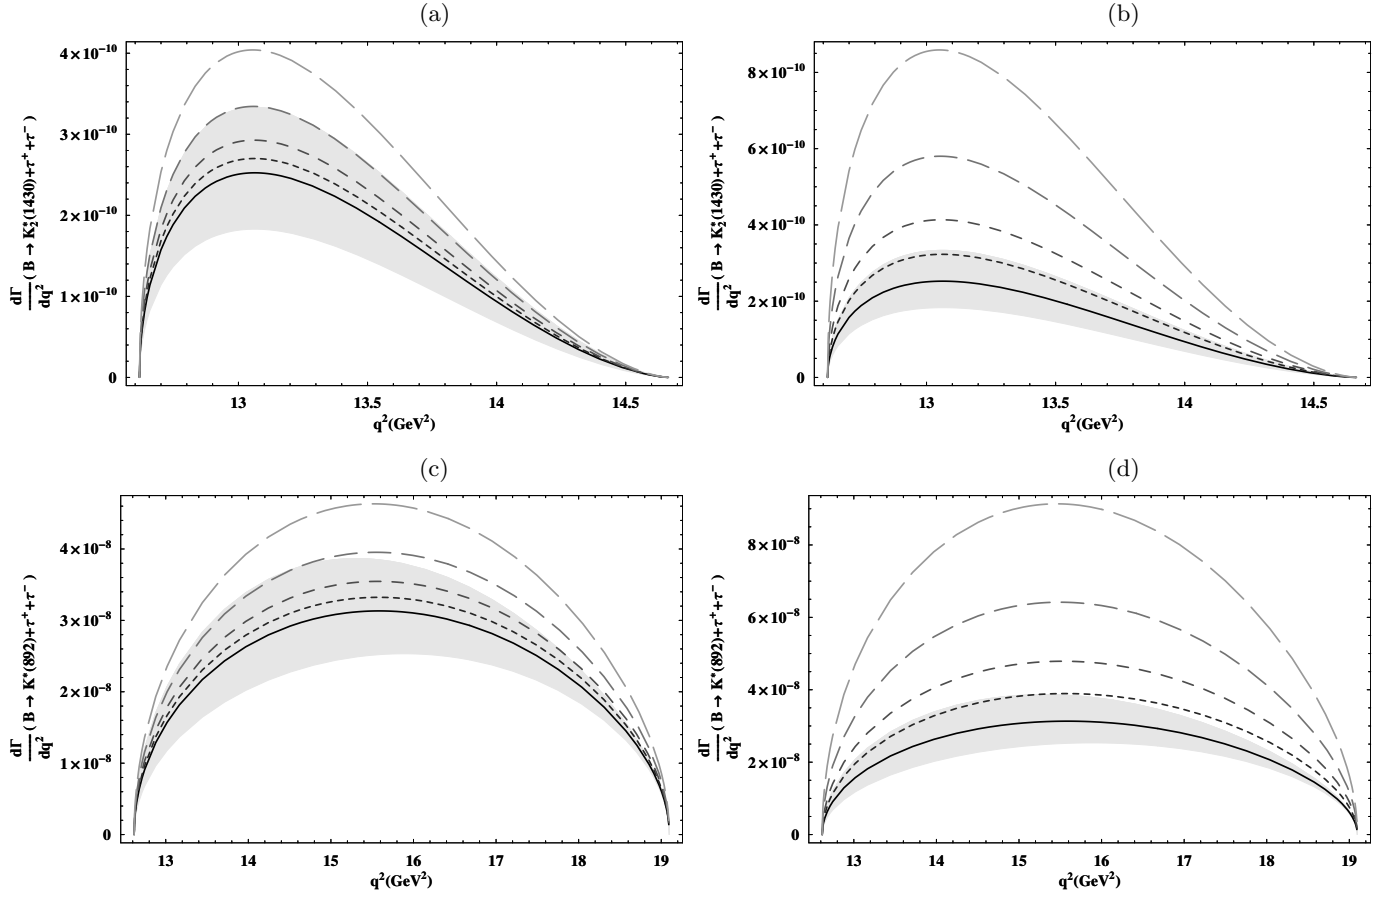 (a)
4×10⁻¹⁰
3×10⁻¹⁰
2×10⁻¹⁰
1×10⁻¹⁰
0
dΓ/dq² ( B → K₂*(1430)+τ⁺+τ⁻ )
13 13.5 14 14.5
q²(GeV²)
(b)
8×10⁻¹⁰
6×10⁻¹⁰
4×10⁻¹⁰
2×10⁻¹⁰
0
dΓ/dq² ( B → K₂*(1430)+τ⁺+τ⁻ )
13 13.5 14 14.5
q²(GeV²)
(c)
4×10⁻⁸
3×10⁻⁸
2×10⁻⁸
1×10⁻⁸
0
dΓ/dq² ( B → K*(892)+τ⁺+τ⁻ )
13 14 15 16 17 18 19
q²(GeV²)
(d)
8×10⁻⁸
6×10⁻⁸
4×10⁻⁸
2×10⁻⁸
0
dΓ/dq² ( B → K*(892)+τ⁺+τ⁻ )
13 14 15 16 17 18 19
q²(GeV²)